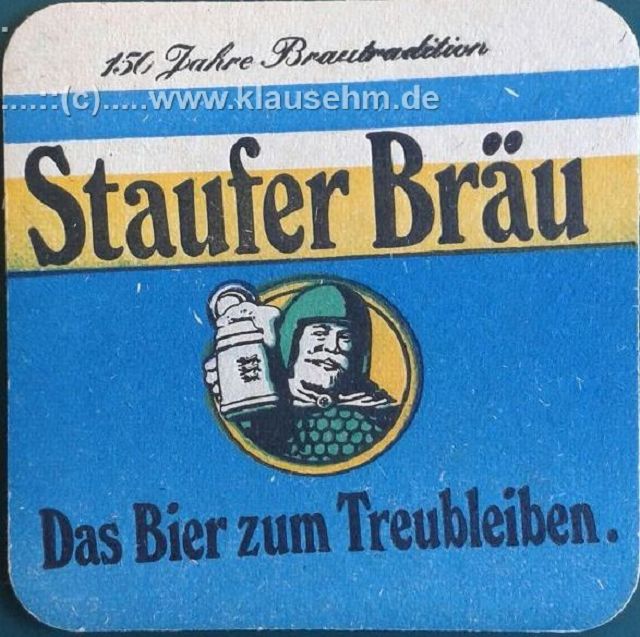 150 Jahre Brautradition
......::(c).....www.klausehm.de
Staufer Bräu
Das Bier zum Treubleiben.